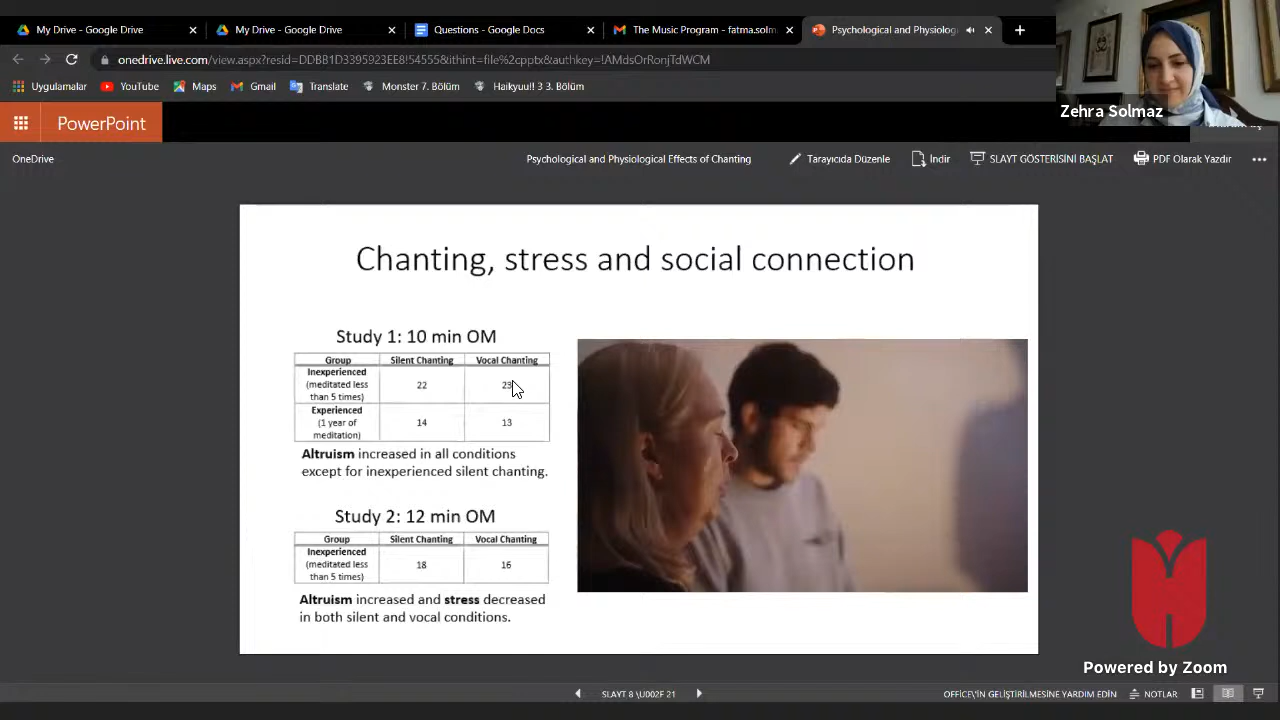 My Drive - Google Drive
My Drive - Google Drive
Questions - Google Docs
The Music Program - fatma.solm
Psychological and Physiolog
onedrive.live.com/view.aspx?resid=DDBB1D3395923EE8!54555&ithint=file%2cpptx&authkey=!AMdsOrRonjTdWCM
Uygulamalar
YouTube
Maps
Gmail
Translate
Monster 7. Bölüm
Haikyuu!! 3 3. Bölüm
Zehra Solmaz
PowerPoint
OneDrive
Psychological and Physiological Effects of Chanting
Tarayıcıda Düzenle
İndir
SLAYT GÖSTERİSİNİ BAŞLAT
PDF Olarak Yazdır
Chanting, stress and social connection
Study 1: 10 min OM
Group Silent Chanting Vocal Chanting
Inexperienced
(meditated less
than 5 times)
22 23
Experienced
(1 year of
meditation)
14 13
Altruism increased in all conditions
except for inexperienced silent chanting.
Study 2: 12 min OM
Group Silent Chanting Vocal Chanting
Inexperienced
(meditated less
than 5 times)
18 16
Altruism increased and stress decreased
in both silent and vocal conditions.
Powered by Zoom
SLAYT 8 \U002F 21
OFFICE\'IN GELİŞTİRİLMESİNE YARDIM EDİN
NOTLAR